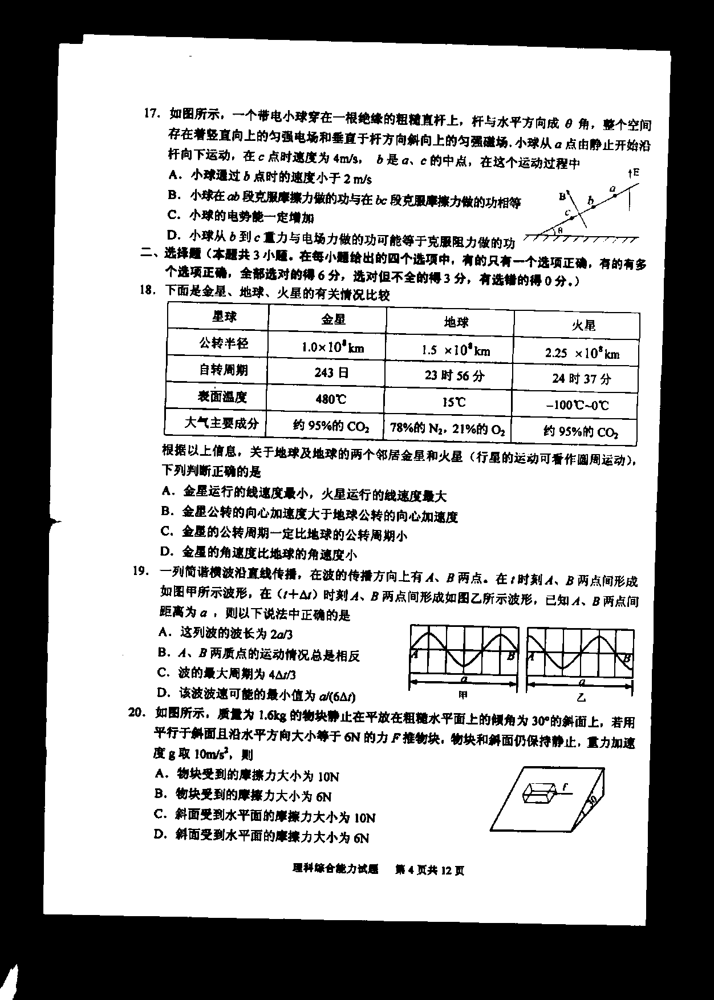 17. 如图所示，一个带电小球穿在一根绝缘的粗糙直杆上，杆与水平方向成 θ 角，整个空间
存在着竖直向上的匀强电场和垂直于杆方向斜向上的匀强磁场.小球从 a 点由静止开始沿
杆向下运动，在 c 点时速度为 4m/s， b 是 a、c 的中点，在这个运动过程中
A．小球通过 b 点时的速度小于 2 m/s
B．小球在 ab 段克服摩擦力做的功与在 bc 段克服摩擦力做的功相等
C．小球的电势能一定增加
D．小球从 b 到 c 重力与电场力做的功可能等于克服阻力做的功
E
a
B
b
c
θ
二、选择题（本题共 3 小题。在每小题给出的四个选项中，有的只有一个选项正确，有的有多
个选项正确，全部选对的得 6 分，选对但不全的得 3 分，有选错的得 0 分。）
18. 下面是金星、地球、火星的有关情况比较
星球 金星 地球 火星
公转半径 1.0×10⁸km 1.5 ×10⁸km 2.25 ×10⁸km
自转周期 243 日 23 时 56 分 24 时 37 分
表面温度 480℃ 15℃ –100℃~0℃
大气主要成分 约 95%的 CO₂ 78%的 N₂，21%的 O₂ 约 95%的 CO₂
根据以上信息，关于地球及地球的两个邻居金星和火星（行星的运动可看作圆周运动），
下列判断正确的是
A．金星运行的线速度最小，火星运行的线速度最大
B．金星公转的向心加速度大于地球公转的向心加速度
C．金星的公转周期一定比地球的公转周期小
D．金星的角速度比地球的角速度小
19. 一列简谐横波沿直线传播，在波的传播方向上有 A、B 两点。在 t 时刻 A、B 两点间形成
如图甲所示波形，在（t＋Δt）时刻 A、B 两点间形成如图乙所示波形，已知 A、B 两点间
距离为 a ，则以下说法中正确的是
A．这列波的波长为 2a/3
B．A、B 两质点的运动情况总是相反
C．波的最大周期为 4Δt/3
D．该波波速可能的最小值为 a/(6Δt)
A B A B
a a
甲 乙
20. 如图所示，质量为 1.6kg 的物块静止在平放在粗糙水平面上的倾角为 30°的斜面上，若用
平行于斜面且沿水平方向大小等于 6N 的力 F 推物块，物块和斜面仍保持静止，重力加速
度 g 取 10m/s²，则
A．物块受到的摩擦力大小为 10N
B．物块受到的摩擦力大小为 6N
C．斜面受到水平面的摩擦力大小为 10N
D．斜面受到水平面的摩擦力大小为 6N
F
30
理科综合能力试题 第 4 页共 12 页